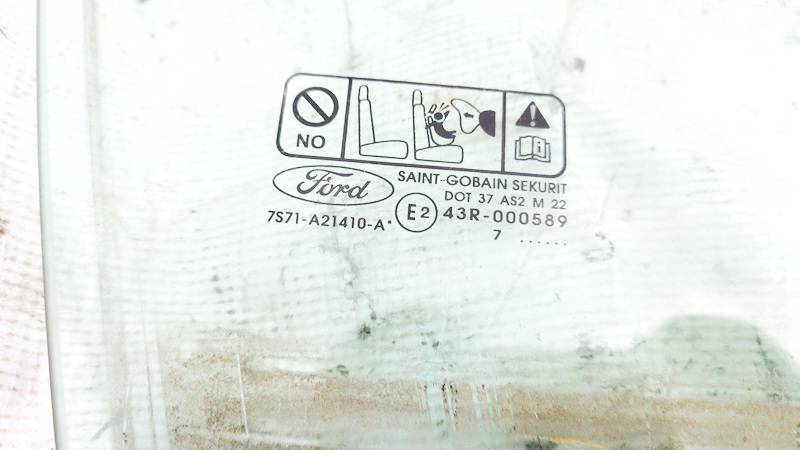 NO
Ford
SAINT-GOBAIN SEKURIT
DOT 37 AS2 M 22
7S71-A21410-A*
E2 43R-000589
7 ......